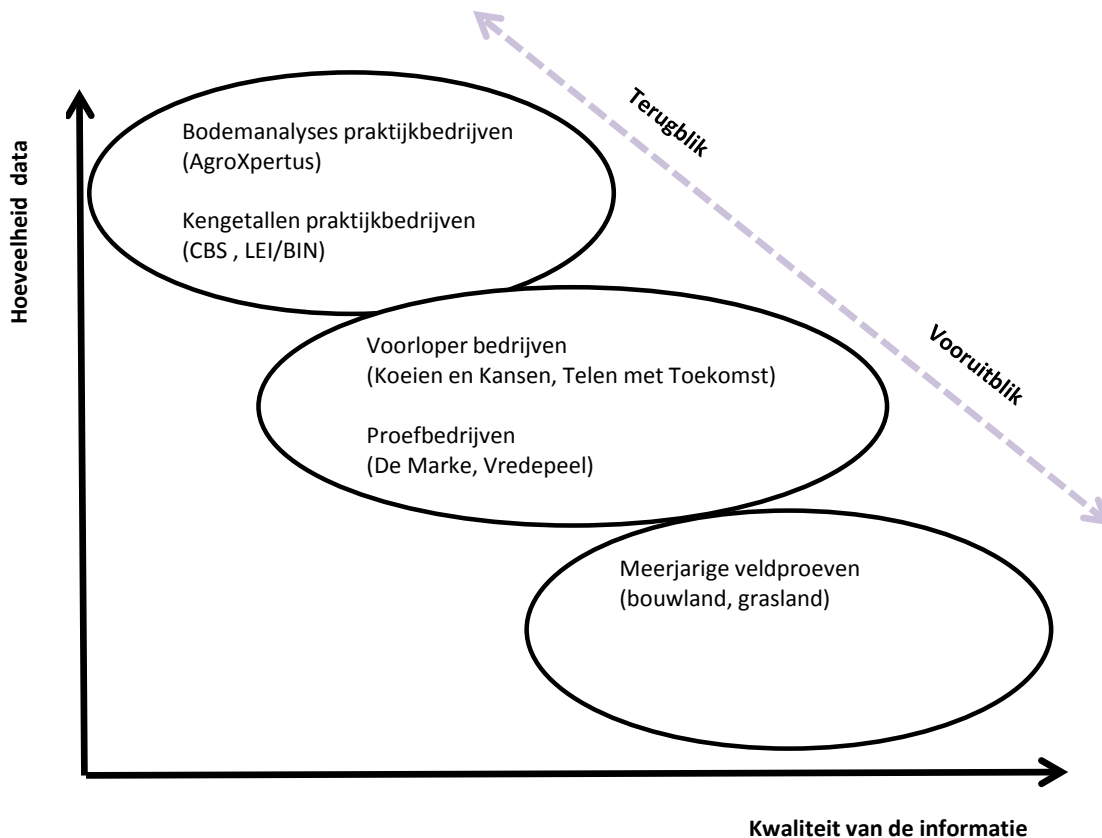 Terugblik
Hoeveelheid data
Bodemanalyses praktijkbedrijven
(AgroXpertus)
Kengetallen praktijkbedrijven
(CBS , LEI/BIN)
Vooruitblik
Voorloper bedrijven
(Koeien en Kansen, Telen met Toekomst)
Proefbedrijven
(De Marke, Vredepeel)
Meerjarige veldproeven
(bouwland, grasland)
Kwaliteit van de informatie